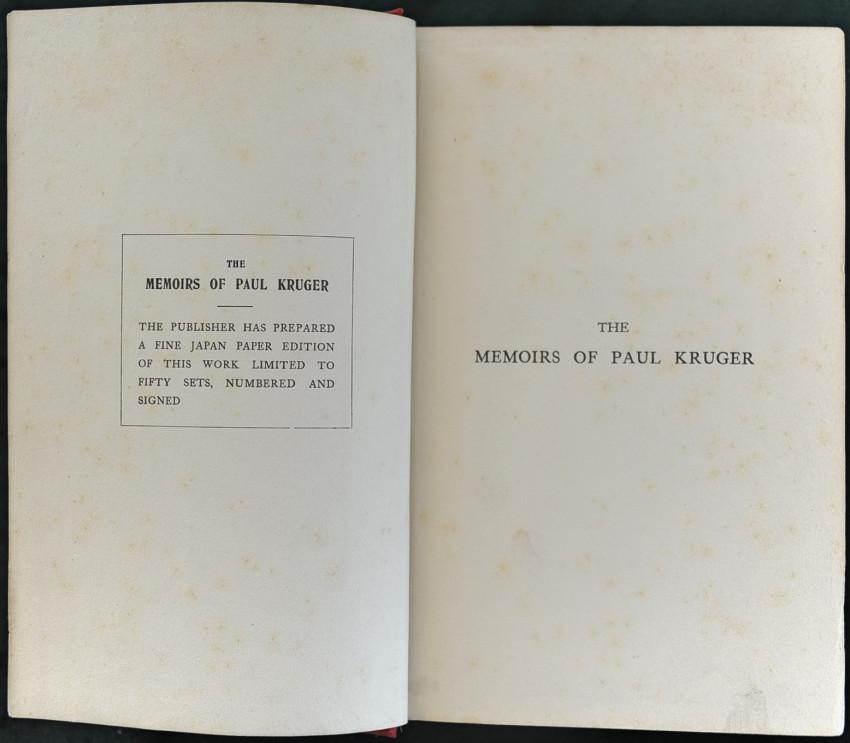 THE
MEMOIRS OF PAUL KRUGER
THE PUBLISHER HAS PREPARED
A FINE JAPAN PAPER EDITION
OF THIS WORK LIMITED TO
FIFTY SETS, NUMBERED AND
SIGNED
THE
MEMOIRS OF PAUL KRUGER